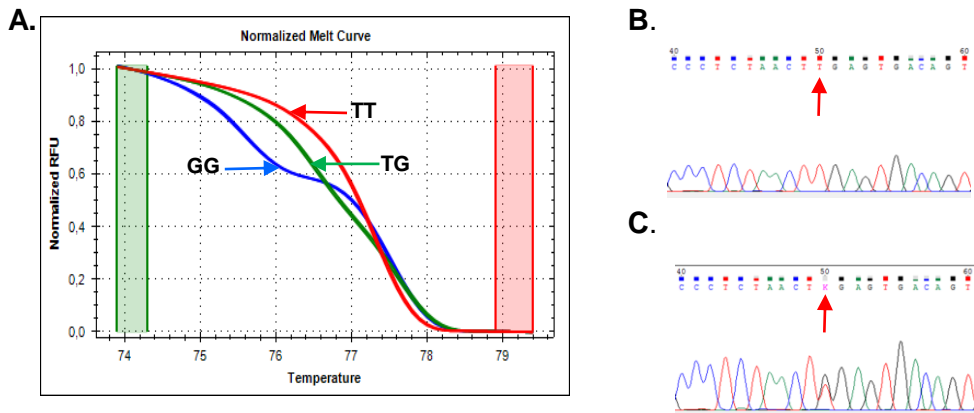 A.
Normalized Melt Curve
Normalized RFU
1,0
0,8
0,6
0,4
0,2
0,0
TT
GG
TG
74 75 76 77 78 79
Temperature
B.
40 50 60
C C C T C T A A C T T G A G T G A C A G T
C.
40 50 60
C C C T C T A A C T K G A G T G A C A G T